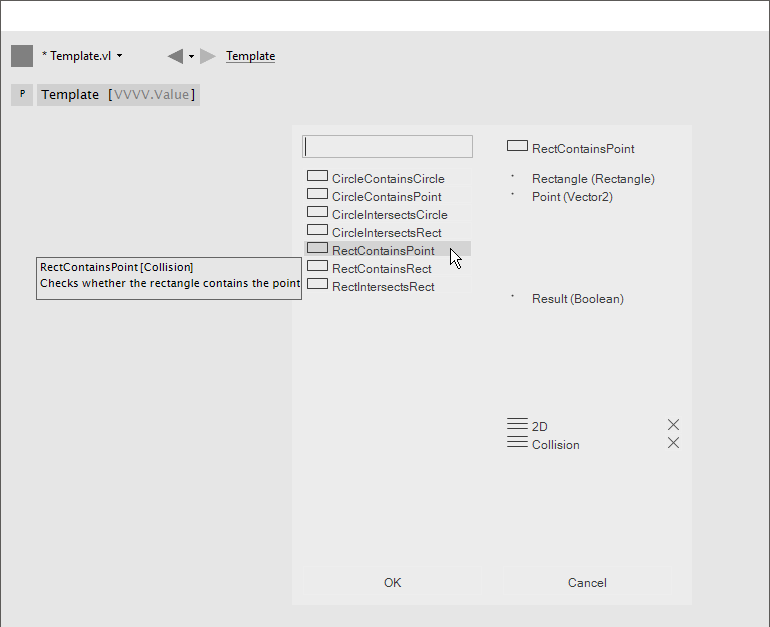 * Template.vl
Template
P
Template [VVVV.Value]
CircleContainsCircle
CircleContainsPoint
CircleIntersectsCircle
CircleIntersectsRect
RectContainsPoint
RectContainsRect
RectIntersectsRect
RectContainsPoint [Collision]
Checks whether the rectangle contains the point
RectContainsPoint
Rectangle (Rectangle)
Point (Vector2)
Result (Boolean)
2D
Collision
OK
Cancel